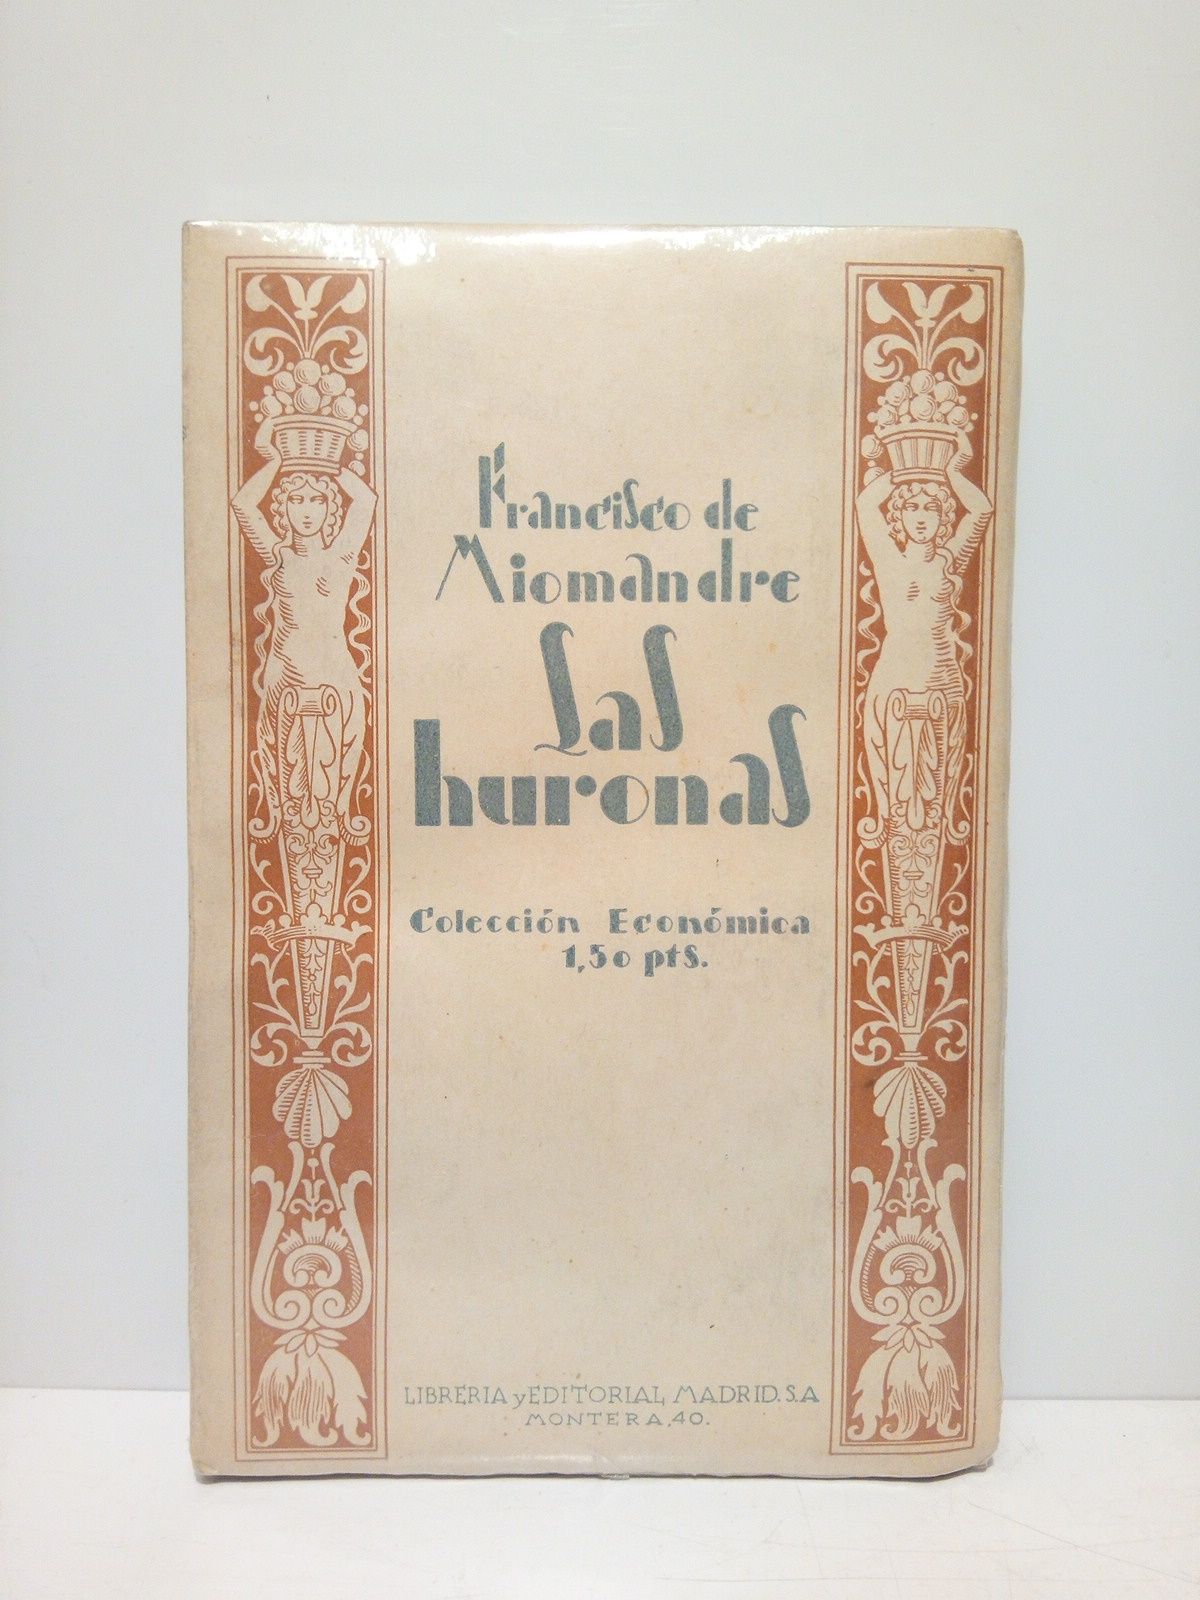 Francisco de
Miomandre
Las
huronas
Colección Económica
1,50 pts.
LIBRERIA y EDITORIAL MADRID. S.A
MONTERA, 40.